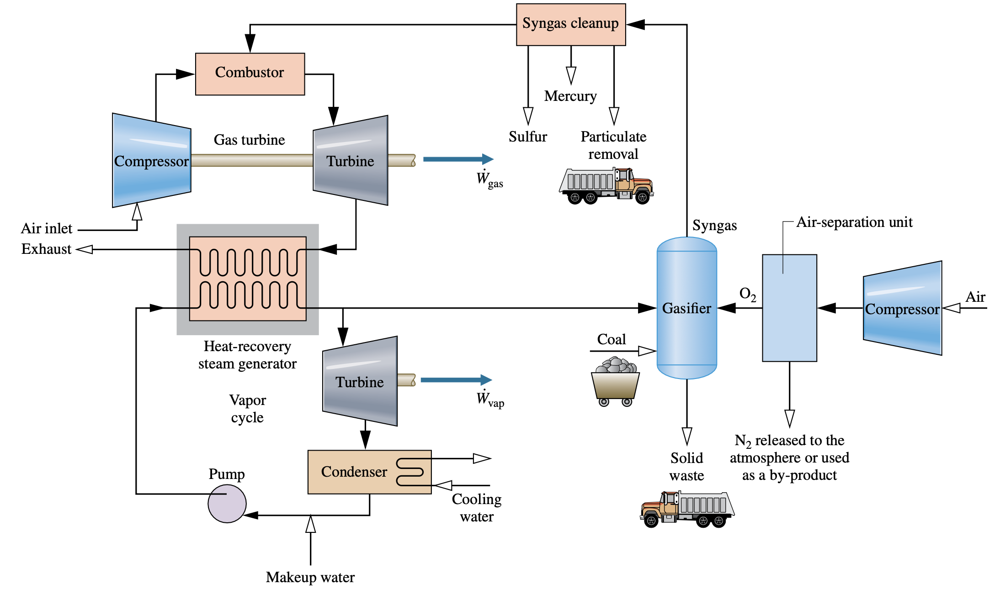 Syngas cleanup
Combustor
Mercury
Sulfur
Particulate
removal
Gas turbine
Compressor
Turbine
Ẇgas
Air inlet
Exhaust
Syngas
Air-separation unit
O2
Air
Gasifier
Compressor
Coal
Heat-recovery
steam generator
Turbine
Ẇvap
Vapor
cycle
N2 released to the
atmosphere or used
as a by-product
Solid
waste
Condenser
Pump
Cooling
water
Makeup water